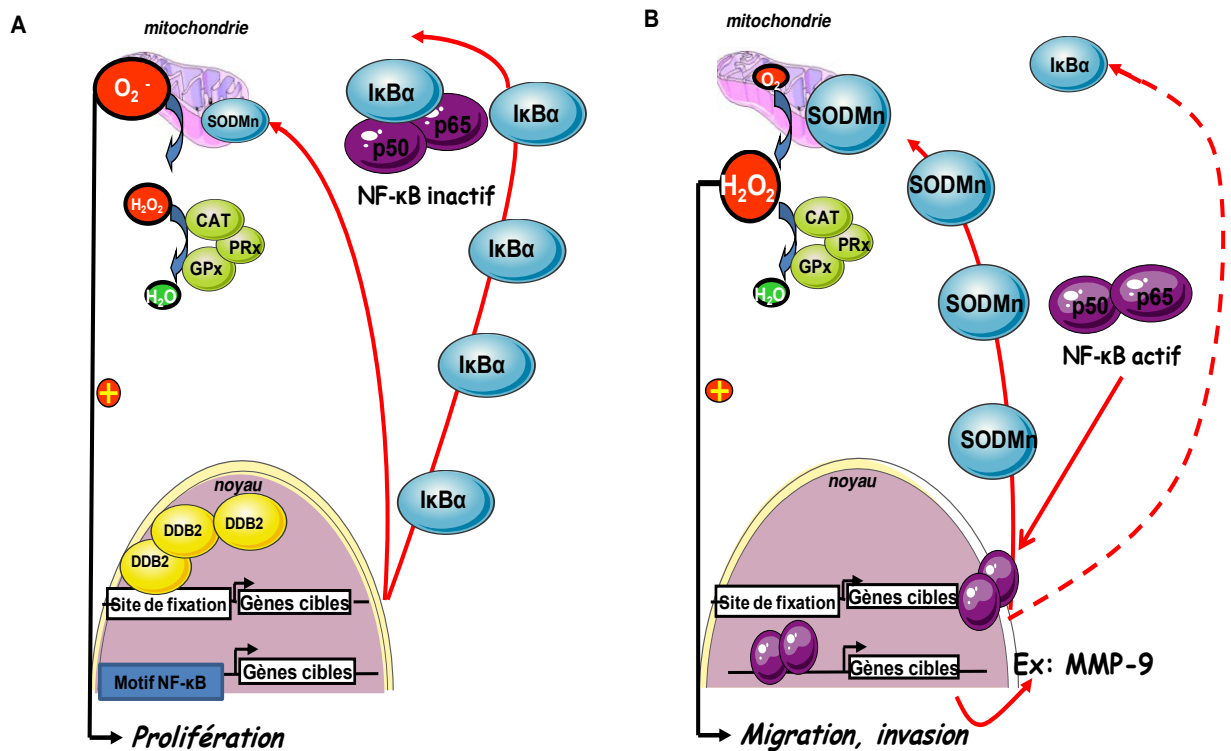 A
mitochondrie
O₂⁻
SODMn
H₂O₂
CAT
PRx
GPx
H₂O
IκBα
p50
p65
IκBα
NF-κB inactif
IκBα
IκBα
IκBα
+
noyau
DDB2
DDB2
DDB2
Site de fixation
Gènes cibles
Motif NF-κB
Gènes cibles
Prolifération
B
mitochondrie
O₂
SODMn
IκBα
H₂O₂
SODMn
CAT
PRx
GPx
H₂O
SODMn
p50
p65
NF-κB actif
+
SODMn
noyau
Site de fixation
Gènes cibles
Gènes cibles
Ex: MMP-9
Migration, invasion